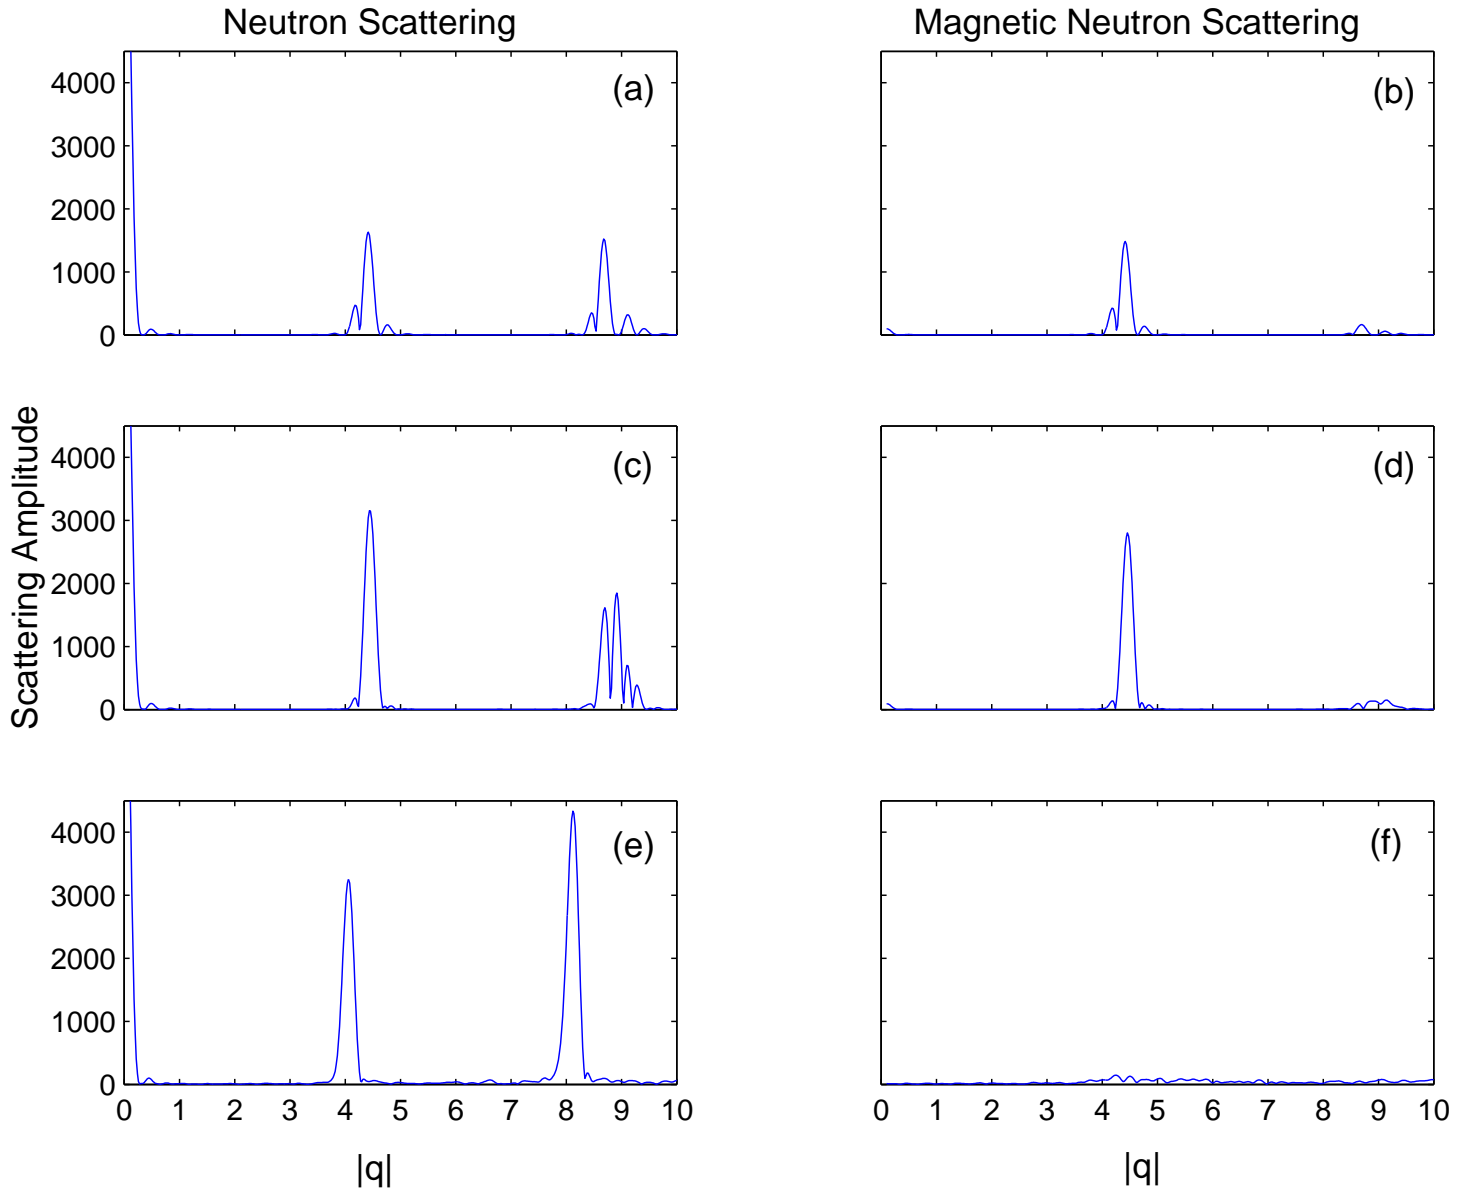 Neutron Scattering
Magnetic Neutron Scattering
(a)
4000
3000
2000
1000
0
(b)
Scattering Amplitude
(c)
4000
3000
2000
1000
0
(d)
(e)
4000
3000
2000
1000
0
0 1 2 3 4 5 6 7 8 9 10
|q|
(f)
0 1 2 3 4 5 6 7 8 9 10
|q|